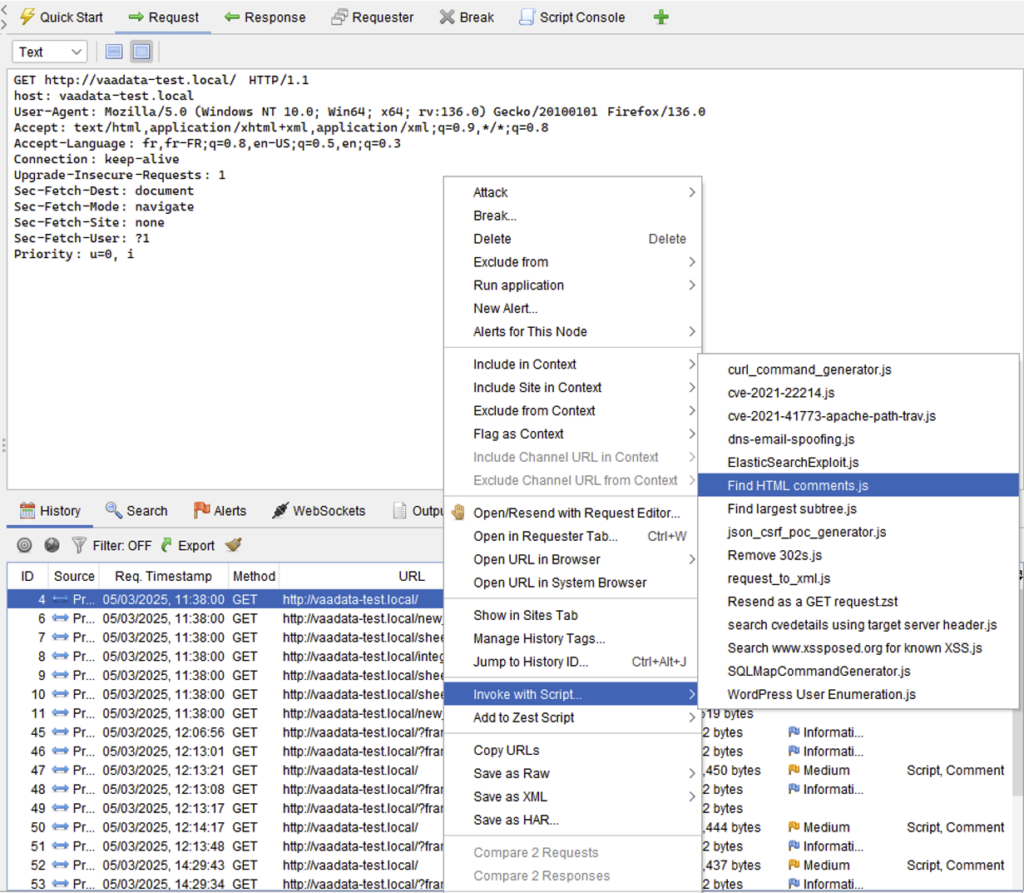 Quick Start Request Response Requester Break Script Console
Text
GET http://vaadata-test.local/ HTTP/1.1
host: vaadata-test.local
User-Agent: Mozilla/5.0 (Windows NT 10.0; Win64; x64; rv:136.0) Gecko/20100101 Firefox/136.0
Accept: text/html,application/xhtml+xml,application/xml;q=0.9,*/*;q=0.8
Accept-Language: fr,fr-FR;q=0.8,en-US;q=0.5,en;q=0.3
Connection: keep-alive
Upgrade-Insecure-Requests: 1
Sec-Fetch-Dest: document
Sec-Fetch-Mode: navigate
Sec-Fetch-Site: none
Sec-Fetch-User: ?1
Priority: u=0, i
Attack
Break...
Delete Delete
Exclude from
Run application
New Alert...
Alerts for This Node
Include in Context
Include Site in Context
Exclude from Context
Flag as Context
Include Channel URL in Context
Exclude Channel URL from Context
Open/Resend with Request Editor...
Open in Requester Tab... Ctrl+W
Open URL in Browser
Open URL in System Browser
Show in Sites Tab
Manage History Tags...
Jump to History ID... Ctrl+Alt+J
Invoke with Script...
Add to Zest Script
Copy URLs
Save as Raw
Save as XML
Save as HAR...
Compare 2 Requests
Compare 2 Responses
curl_command_generator.js
cve-2021-22214.js
cve-2021-41773-apache-path-trav.js
dns-email-spoofing.js
ElasticSearchExploit.js
Find HTML comments.js
Find largest subtree.js
json_csrf_poc_generator.js
Remove 302s.js
request_to_xml.js
Resend as a GET request.zst
search cvedetails using target server header.js
Search www.xssposed.org for known XSS.js
SQLMapCommandGenerator.js
WordPress User Enumeration.js
History Search Alerts WebSockets Outpu
Filter: OFF Export
ID Source Req. Timestamp Method URL
4 Pr... 05/03/2025, 11:38:00 GET http://vaadata-test.local/
6 Pr... 05/03/2025, 11:38:00 GET http://vaadata-test.local/new_
7 Pr... 05/03/2025, 11:38:00 GET http://vaadata-test.local/shee
8 Pr... 05/03/2025, 11:38:00 GET http://vaadata-test.local/integ
9 Pr... 05/03/2025, 11:38:00 GET http://vaadata-test.local/shee
10 Pr... 05/03/2025, 11:38:00 GET http://vaadata-test.local/shee
11 Pr... 05/03/2025, 11:38:00 GET http://vaadata-test.local/new_ 519 bytes
45 Pr... 05/03/2025, 12:06:56 GET http://vaadata-test.local/?frar 2 bytes Informati...
46 Pr... 05/03/2025, 12:13:01 GET http://vaadata-test.local/?frar 2 bytes Informati...
47 Pr... 05/03/2025, 12:13:21 GET http://vaadata-test.local/ ,450 bytes Medium Script, Comment
48 Pr... 05/03/2025, 12:13:08 GET http://vaadata-test.local/?frar 2 bytes Informati...
49 Pr... 05/03/2025, 12:13:17 GET http://vaadata-test.local/?frar 2 bytes
50 Pr... 05/03/2025, 12:14:17 GET http://vaadata-test.local/ ,444 bytes Medium Script, Comment
51 Pr... 05/03/2025, 12:13:48 GET http://vaadata-test.local/?frar 2 bytes Informati...
52 Pr... 05/03/2025, 14:29:43 GET http://vaadata-test.local/ ,437 bytes Medium Script, Comment
53 Pr... 05/03/2025, 14:29:34 GET http://vaadata-test.local/?frar 2 bytes Informati...